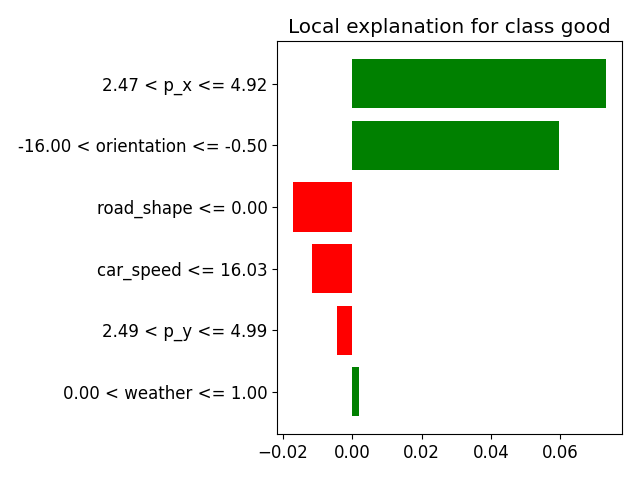 Local explanation for class good
2.47 < p_x <= 4.92
-16.00 < orientation <= -0.50
road_shape <= 0.00
car_speed <= 16.03
2.49 < p_y <= 4.99
0.00 < weather <= 1.00
−0.02 0.00 0.02 0.04 0.06